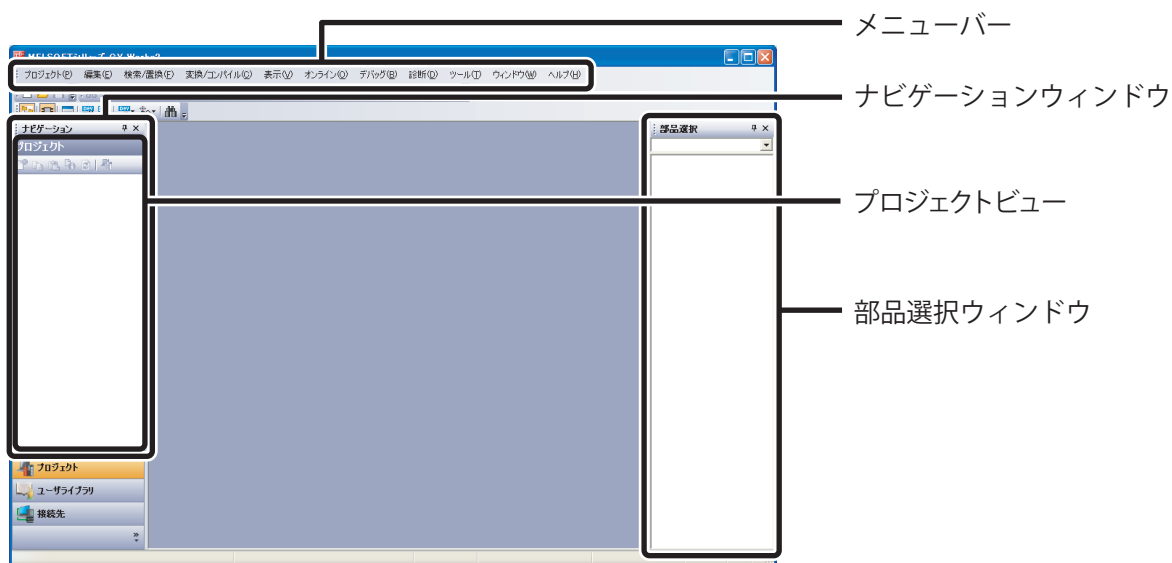 メニューバー
MELSOFTシリーズ GX Works2
プロジェクト(P) 編集(E) 検索/置換(F) 変換/コンパイル(C) 表示(V) オンライン(O) デバッグ(B) 診断(D) ツール(T) ウィンドウ(W) ヘルプ(H)
ナビゲーションウィンドウ
ナビゲーション
部品選択
プロジェクト
プロジェクトビュー
部品選択ウィンドウ
プロジェクト
ユーザライブラリ
接続先